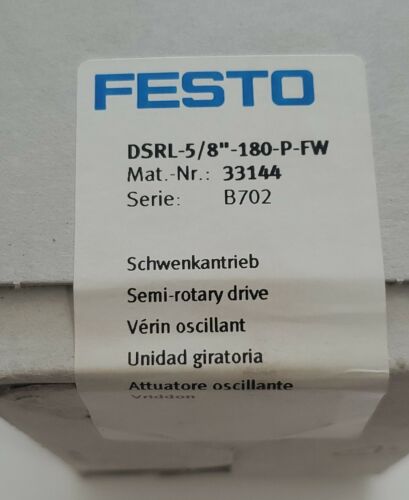 FESTO
DSRL-5/8"-180-P-FW
Mat.-Nr.: 33144
Serie: B702
Schwenkantrieb
Semi-rotary drive
Vérin oscillant
Unidad giratoria
Attuatore oscillante
Vriddon